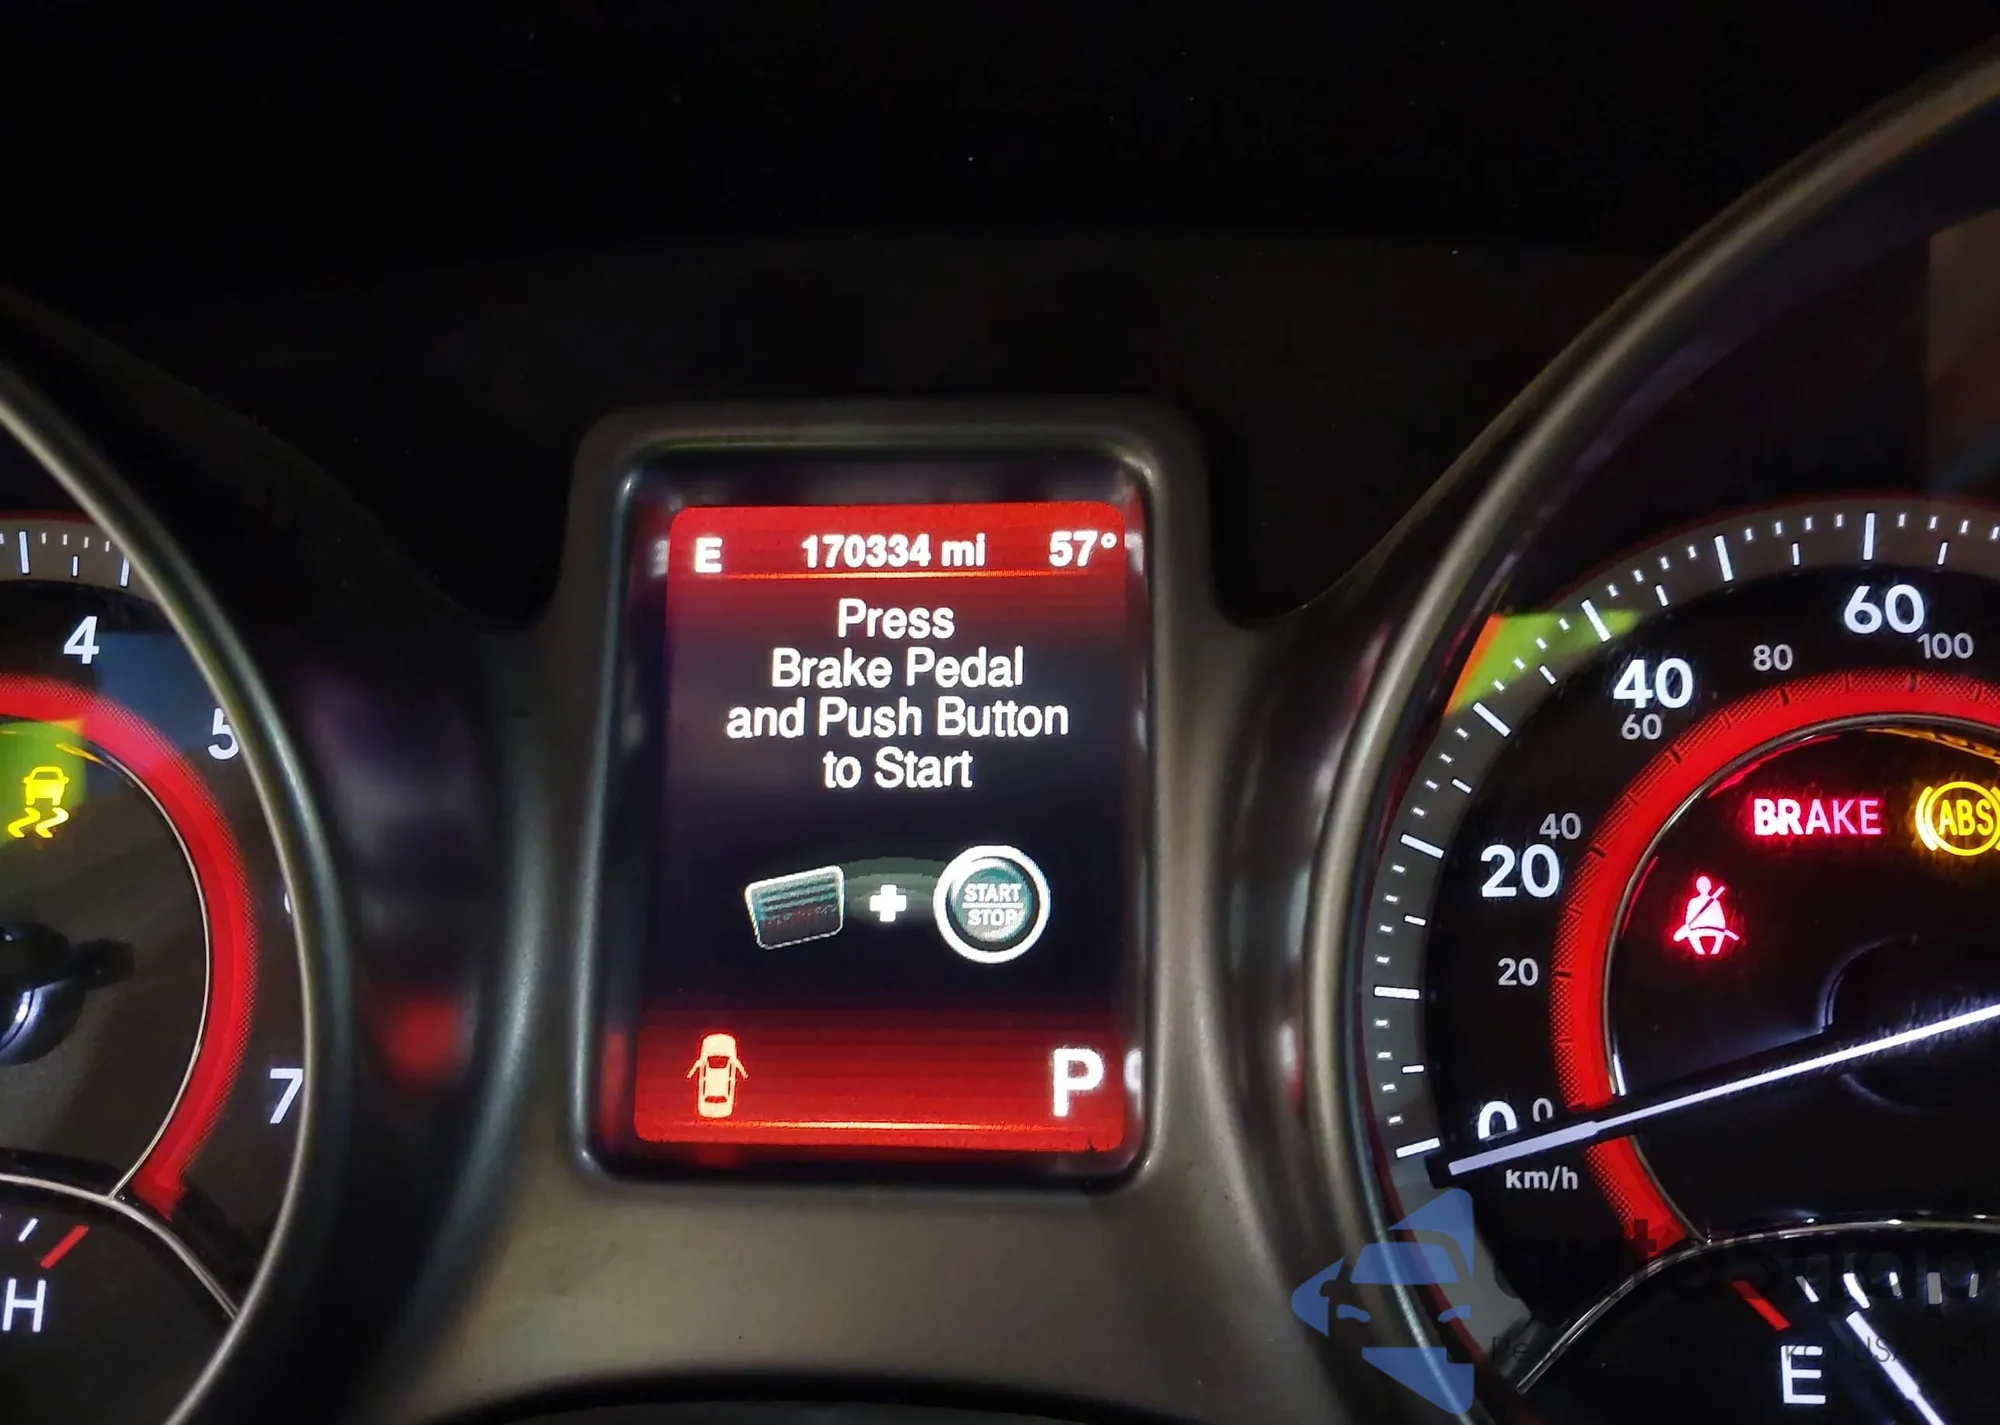 E 170334 mi 57°
Press
Brake Pedal
and Push Button
to Start
START
STOP
P
4
5
7
H
60
100
80
40
60
BRAKE ABS
40
20
20
0 0
km/h
E